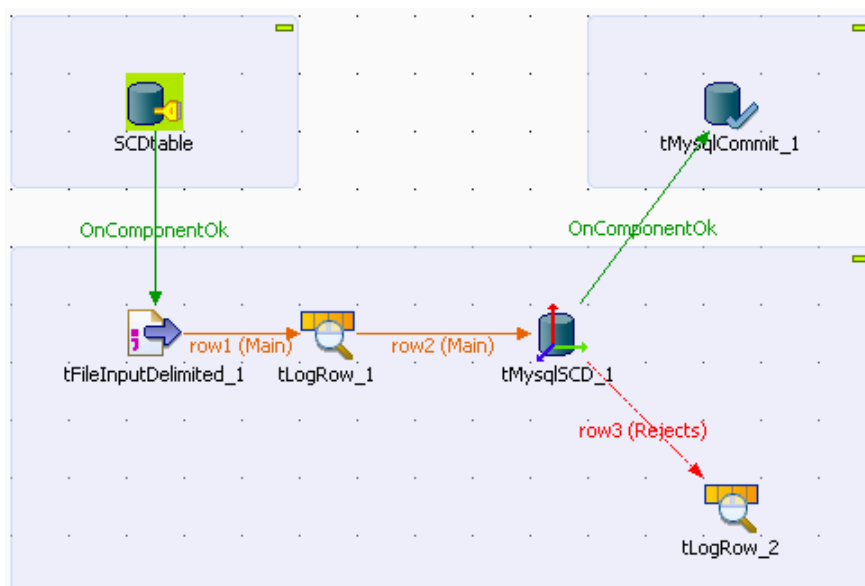 SCDtable
tMysqlCommit_1
OnComponentOk
OnComponentOk
row1 (Main)
row2 (Main)
tFileInputDelimited_1
tLogRow_1
tMysqlSCD_1
row3 (Rejects)
tLogRow_2